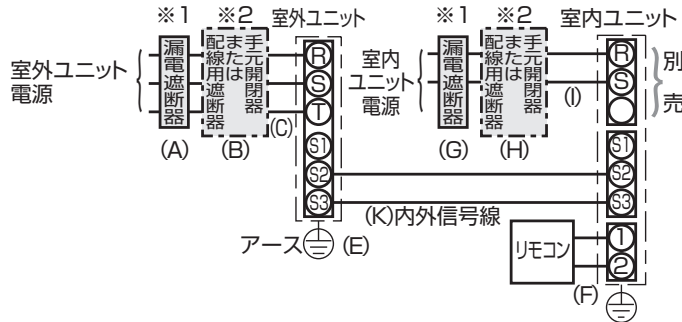 ※1 ※2 室外ユニット
室外ユニット
電源
漏電遮断器
手元開閉器
または
配線用遮断器
R
S
T
S1
S2
S3
(A)
(B)
(C)
アース
(E)
(K)内外信号線
※1 ※2 室内ユニット
室内
ユニット
電源
漏電遮断器
手元開閉器
または
配線用遮断器
R
S
別売
(G)
(H)
(I)
S1
S2
S3
リモコン
1
2
(F)